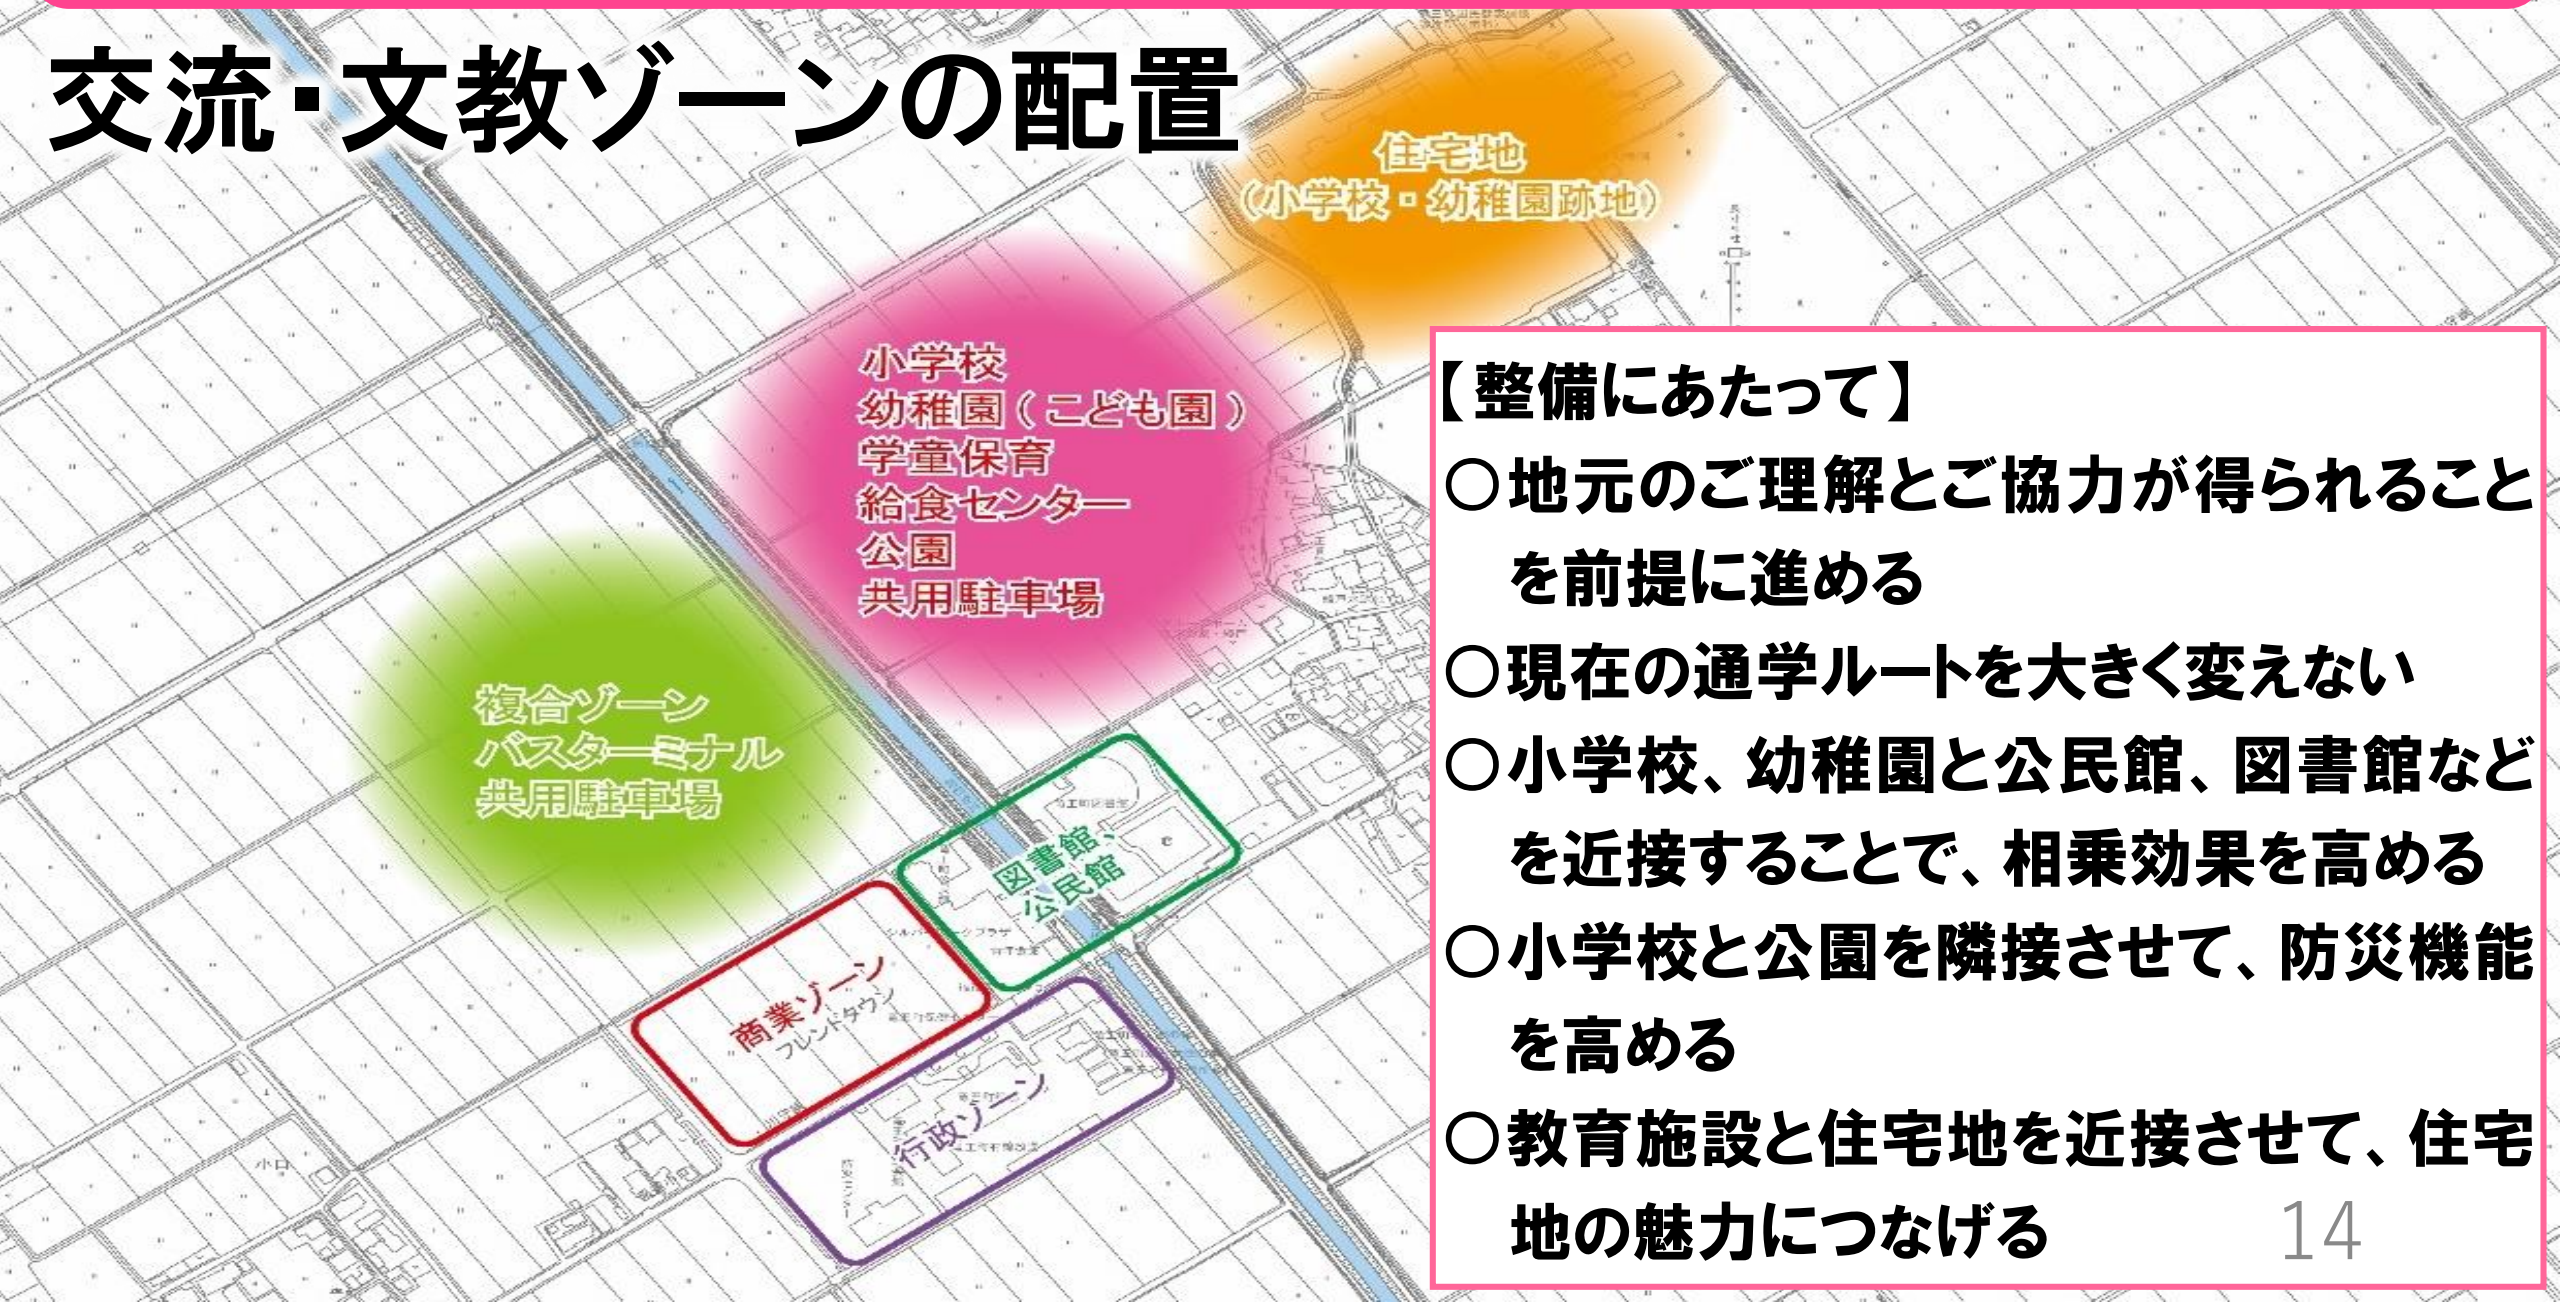 交流・文教ゾーンの配置
住宅地
（小学校・幼稚園跡地）
小学校
幼稚園（こども園）
学童保育
給食センター
公園
共用駐車場
複合ゾーン
バスターミナル
共用駐車場
図書館、
公民館
商業ゾーン
フレンドタウン
行政ゾーン
小口
【整備にあたって】
〇地元のご理解とご協力が得られること
を前提に進める
〇現在の通学ルートを大きく変えない
〇小学校、幼稚園と公民館、図書館など
を近接することで、相乗効果を高める
〇小学校と公園を隣接させて、防災機能
を高める
〇教育施設と住宅地を近接させて、住宅
地の魅力につなげる
14